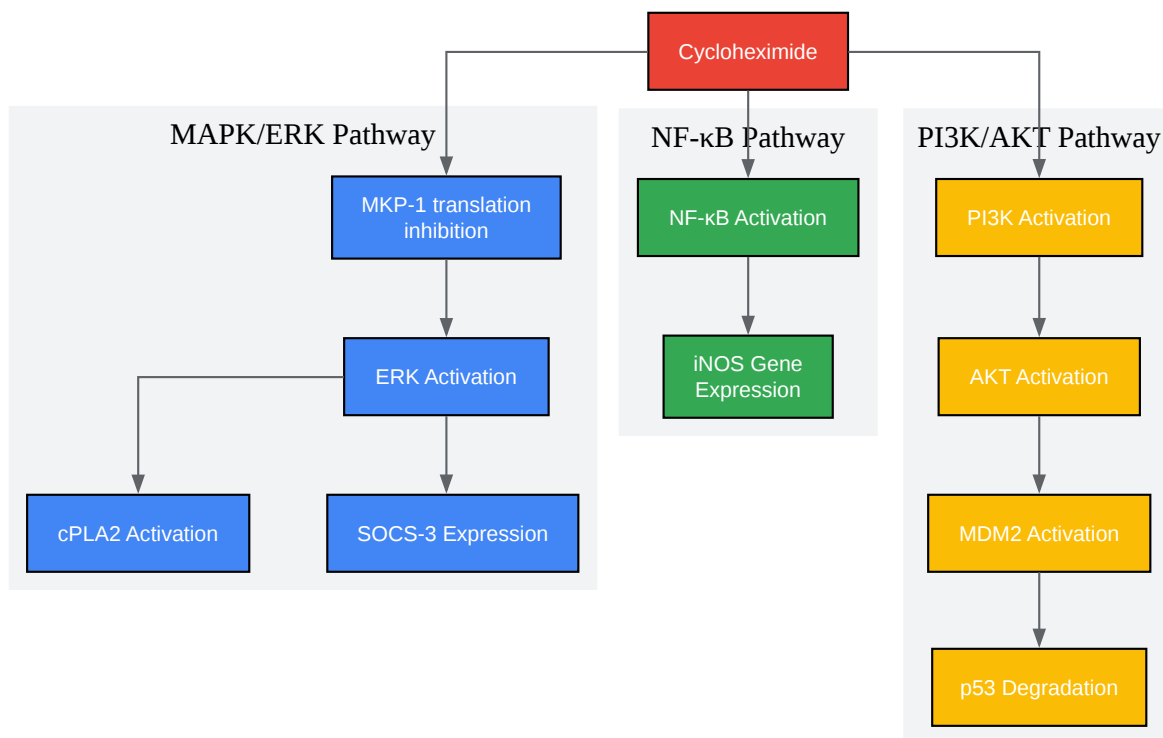 Cycloheximide
MAPK/ERK Pathway
NF-κB Pathway
PI3K/AKT Pathway
MKP-1 translation
inhibition
NF-κB Activation
PI3K Activation
ERK Activation
iNOS Gene
Expression
AKT Activation
cPLA2 Activation
SOCS-3 Expression
MDM2 Activation
p53 Degradation